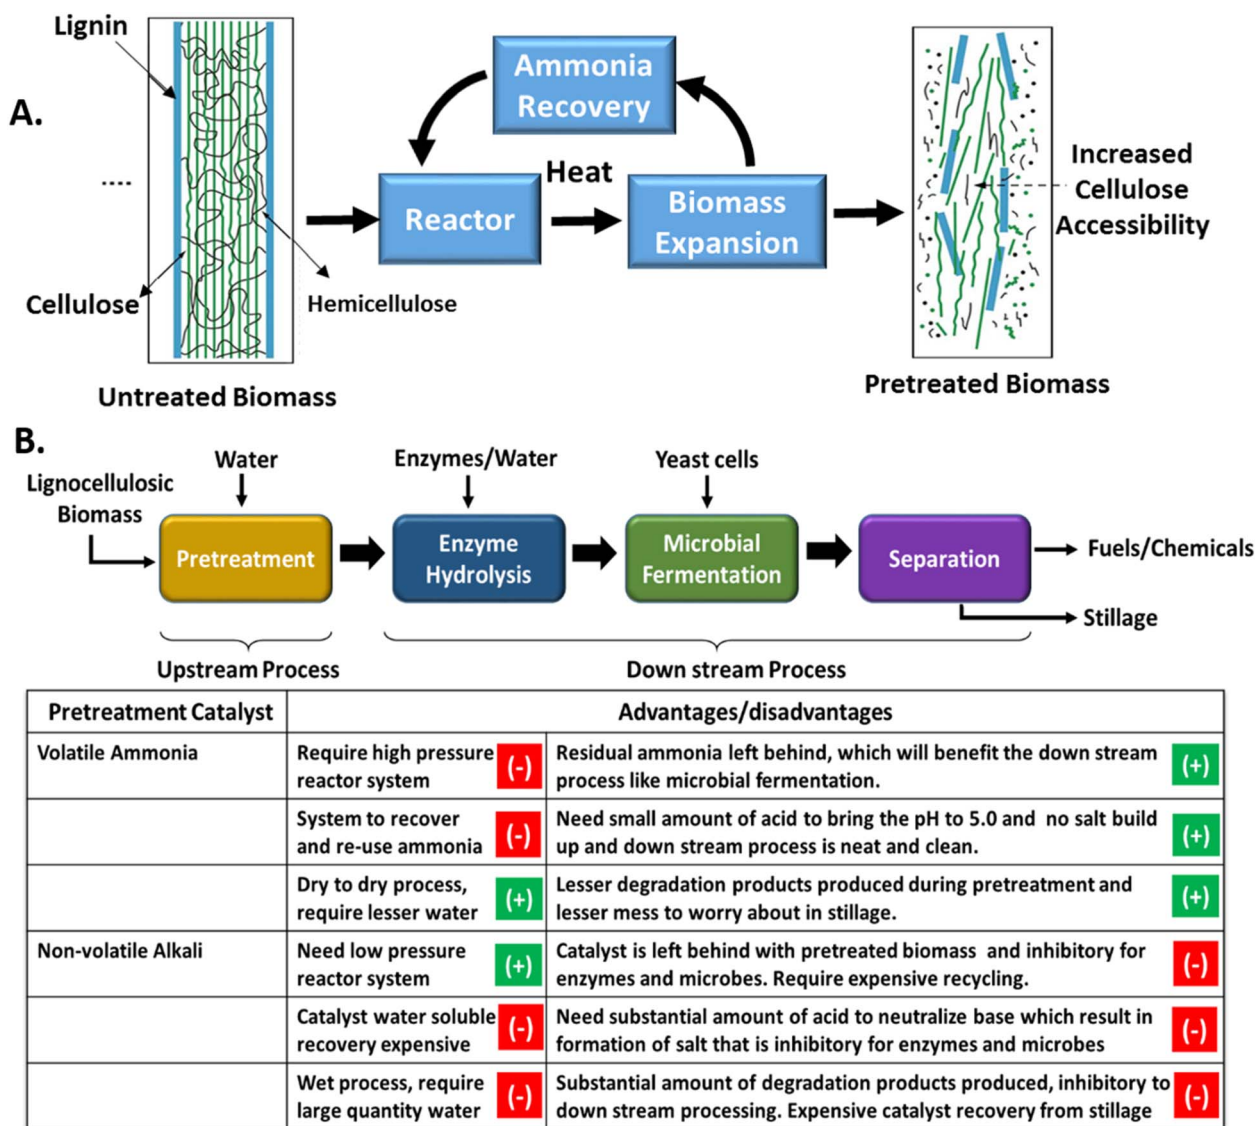 Lignin
A.
Ammonia
Recovery
Reactor
Heat
Biomass
Expansion
Increased
Cellulose
Accessibility
....
Cellulose
Hemicellulose
Untreated Biomass
Pretreated Biomass
B.
Water
Enzymes/Water
Yeast cells
Lignocellulosic
Biomass
Pretreatment
Enzyme
Hydrolysis
Microbial
Fermentation
Separation
Fuels/Chemicals
Stillage
Upstream Process
Down stream Process
Pretreatment Catalyst
Advantages/disadvantages
Volatile Ammonia
Require high pressure
reactor system
(-)
Residual ammonia left behind, which will benefit the down stream
process like microbial fermentation.
(+)
System to recover
and re-use ammonia
(-)
Need small amount of acid to bring the pH to 5.0 and no salt build
up and down stream process is neat and clean.
(+)
Dry to dry process,
require lesser water
(+)
Lesser degradation products produced during pretreatment and
lesser mess to worry about in stillage.
(+)
Non-volatile Alkali
Need low pressure
reactor system
(+)
Catalyst is left behind with pretreated biomass and inhibitory for
enzymes and microbes. Require expensive recycling.
(-)
Catalyst water soluble
recovery expensive
(-)
Need substantial amount of acid to neutralize base which result in
formation of salt that is inhibitory for enzymes and microbes
(-)
Wet process, require
large quantity water
(-)
Substantial amount of degradation products produced, inhibitory to
down stream processing. Expensive catalyst recovery from stillage
(-)